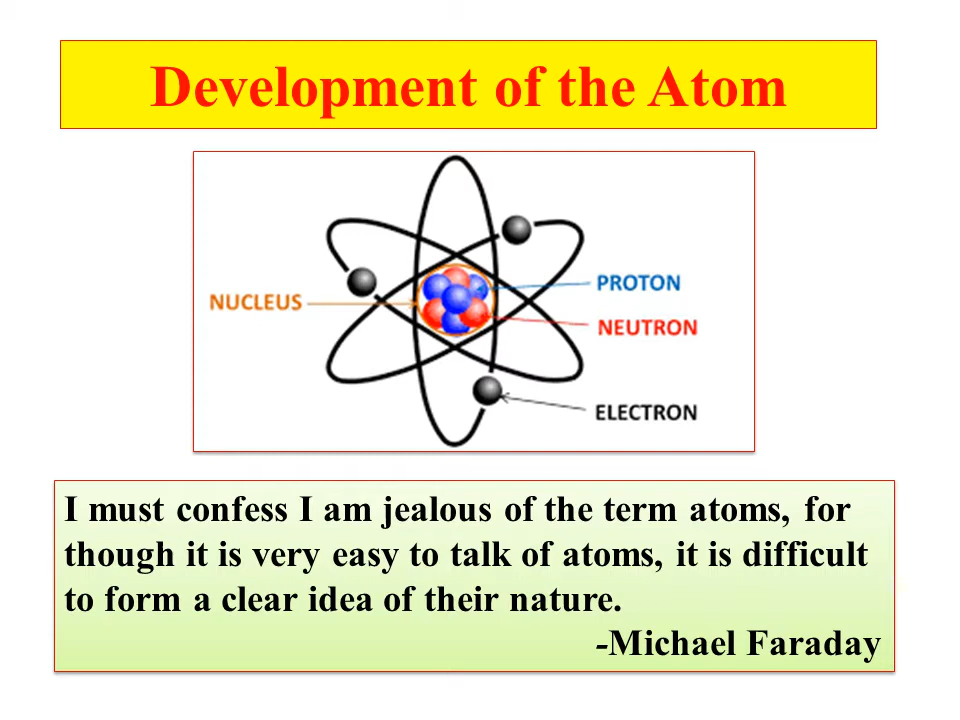 Development of the Atom
NUCLEUS
PROTON
NEUTRON
ELECTRON
I must confess I am jealous of the term atoms, for
though it is very easy to talk of atoms, it is difficult
to form a clear idea of their nature.
-Michael Faraday